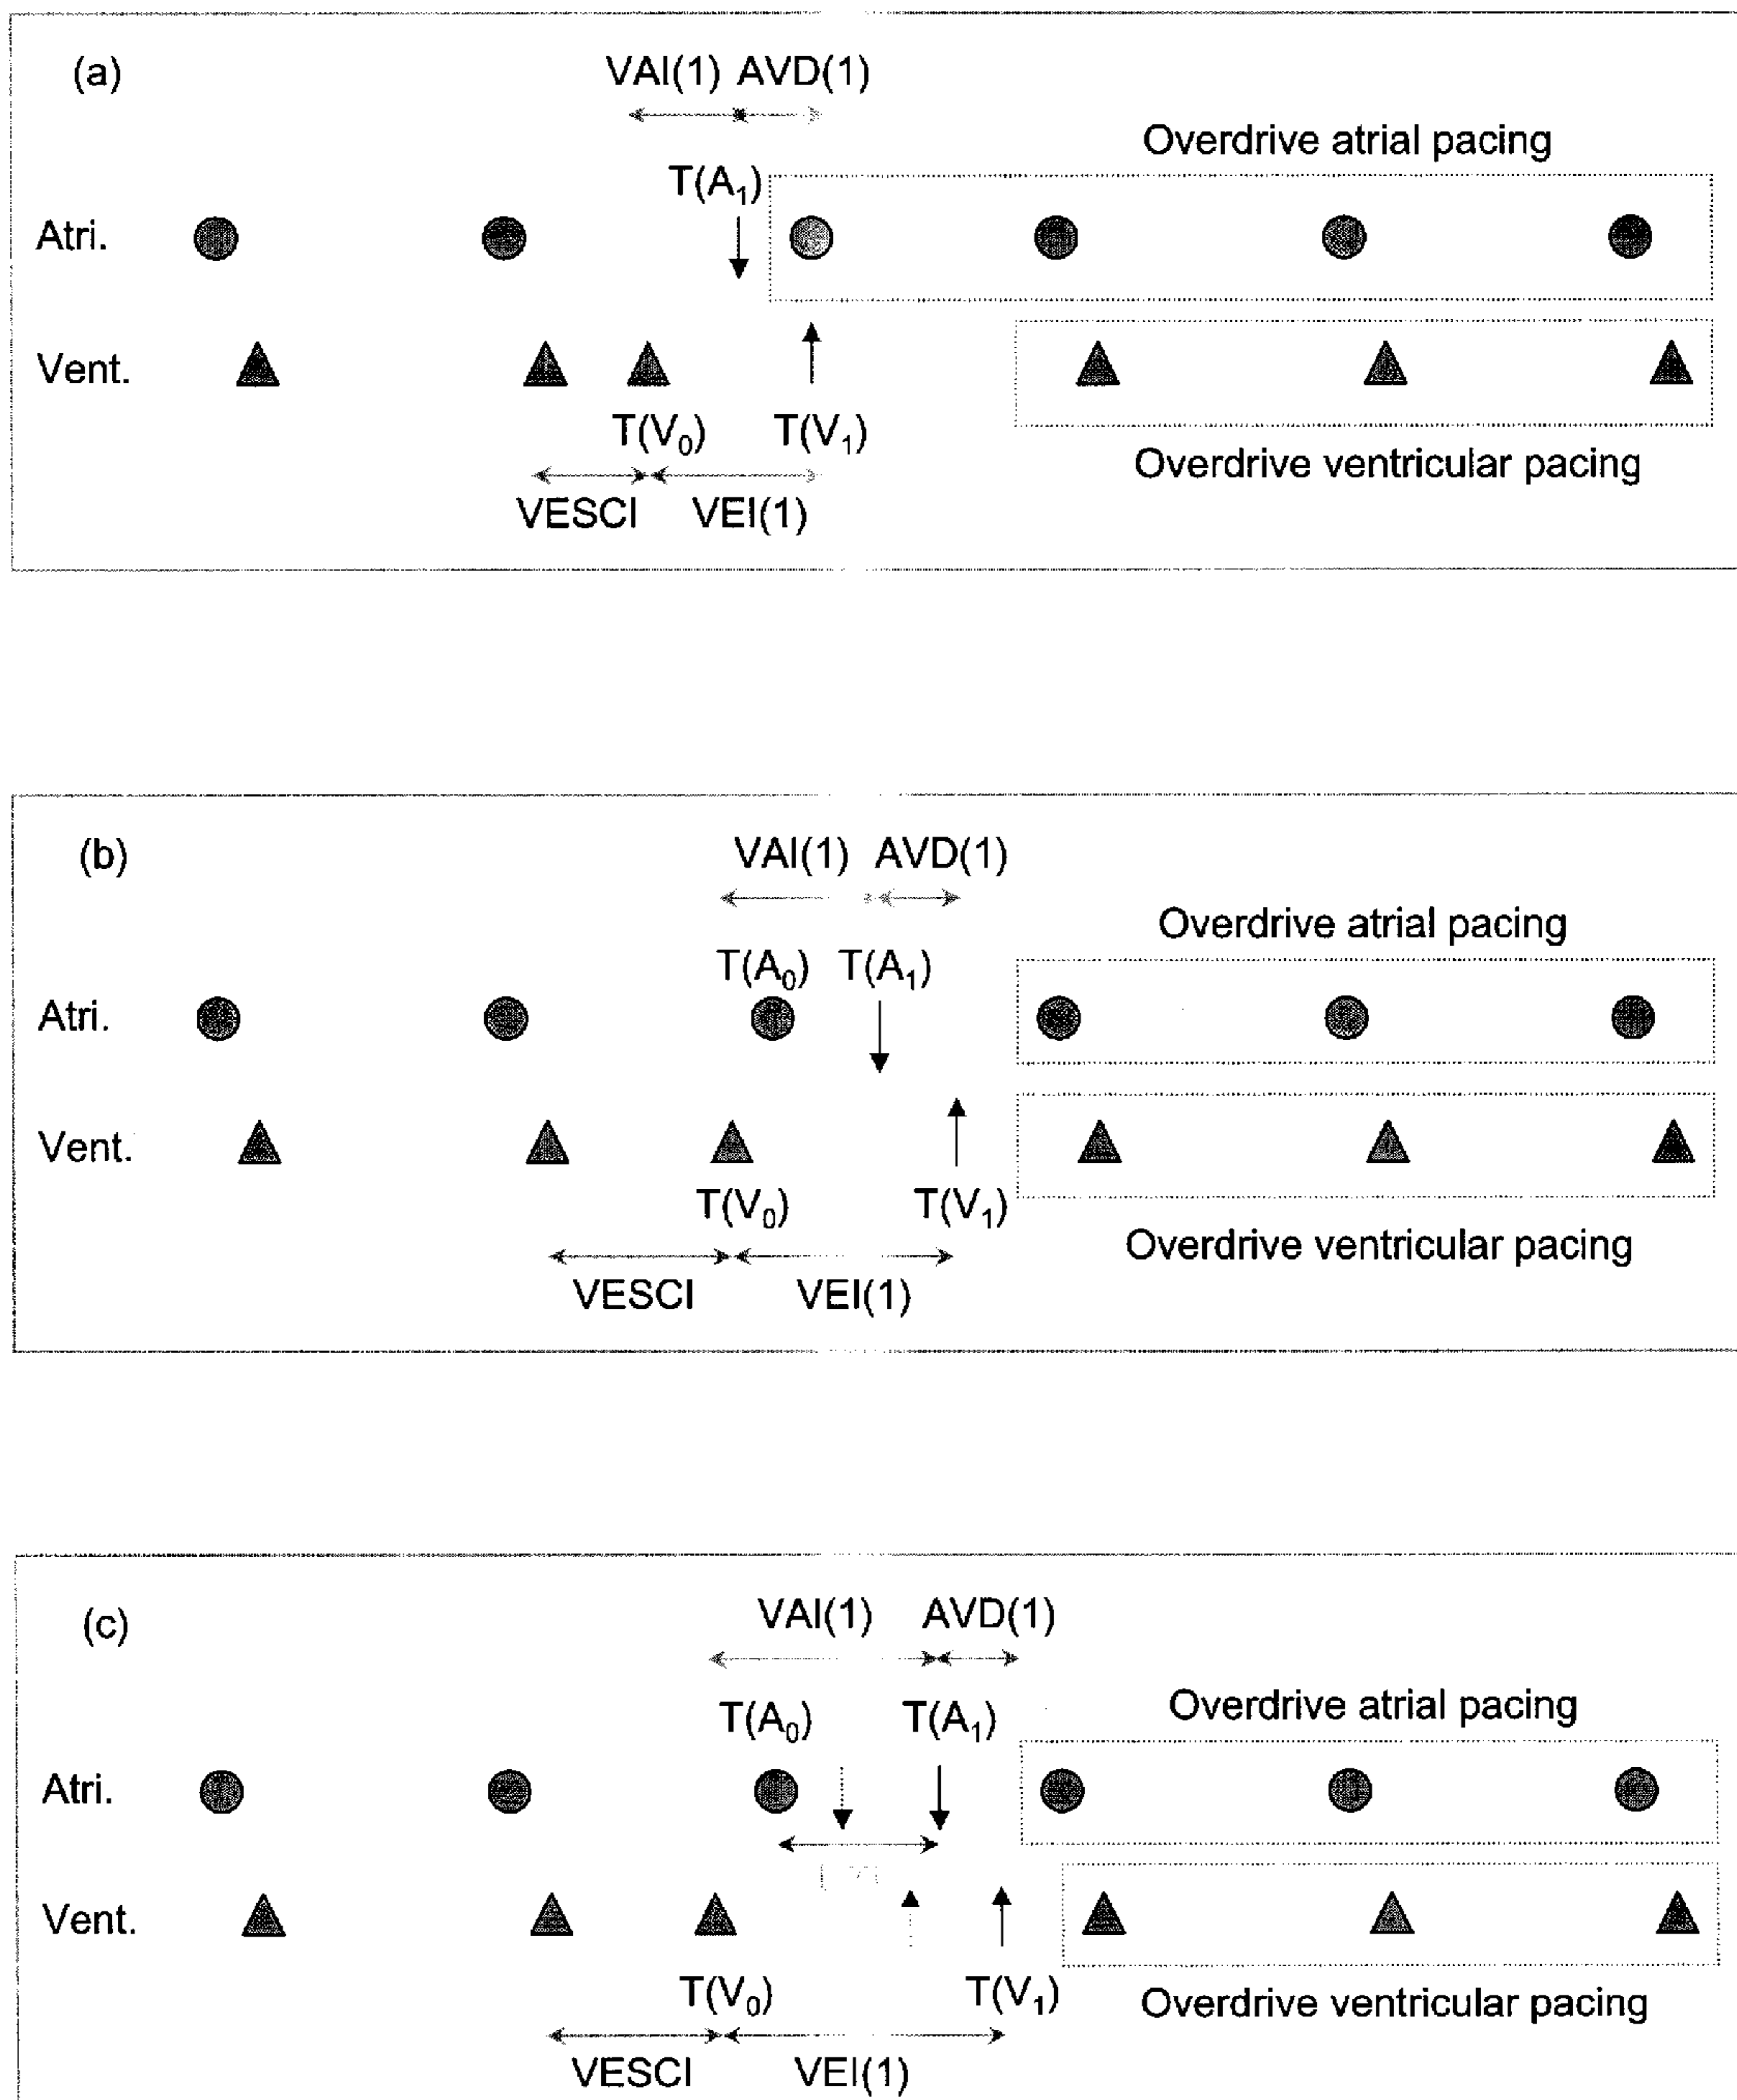 (a)
VAI(1) AVD(1)
Overdrive atrial pacing
T(A₁)
Atri.
Vent.
T(V₀) T(V₁)
Overdrive ventricular pacing
VESCI VEI(1)
(b)
VAI(1) AVD(1)
Overdrive atrial pacing
T(A₀) T(A₁)
Atri.
Vent.
T(V₀) T(V₁)
Overdrive ventricular pacing
VESCI VEI(1)
(c)
VAI(1) AVD(1)
T(A₀) T(A₁) Overdrive atrial pacing
Atri.
Vent.
T(V₀) T(V₁) Overdrive ventricular pacing
VESCI VEI(1)